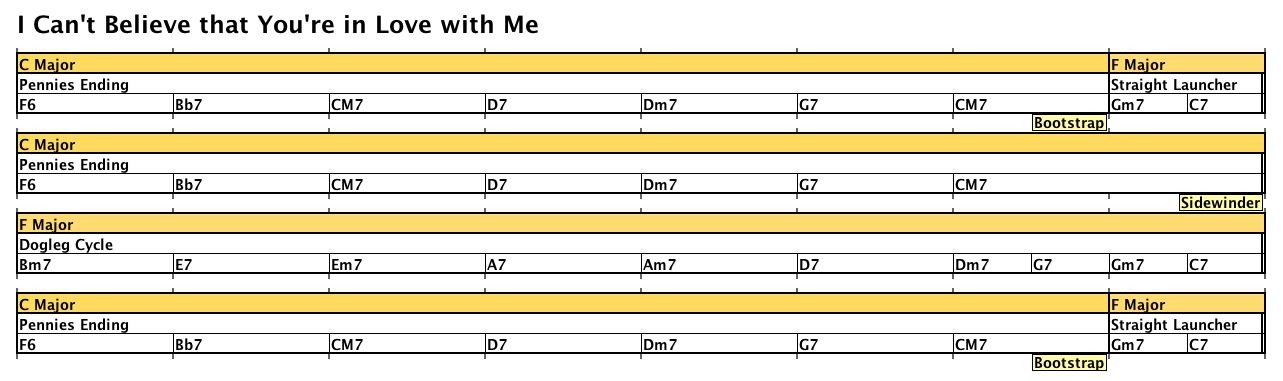 I Can't Believe that You're in Love with Me
C Major F Major
Pennies Ending Straight Launcher
F6 Bb7 CM7 D7 Dm7 G7 CM7 Gm7 C7
Bootstrap
C Major
Pennies Ending
F6 Bb7 CM7 D7 Dm7 G7 CM7
Sidewinder
F Major
Dogleg Cycle
Bm7 E7 Em7 A7 Am7 D7 Dm7 G7 Gm7 C7
C Major F Major
Pennies Ending Straight Launcher
F6 Bb7 CM7 D7 Dm7 G7 CM7 Gm7 C7
Bootstrap